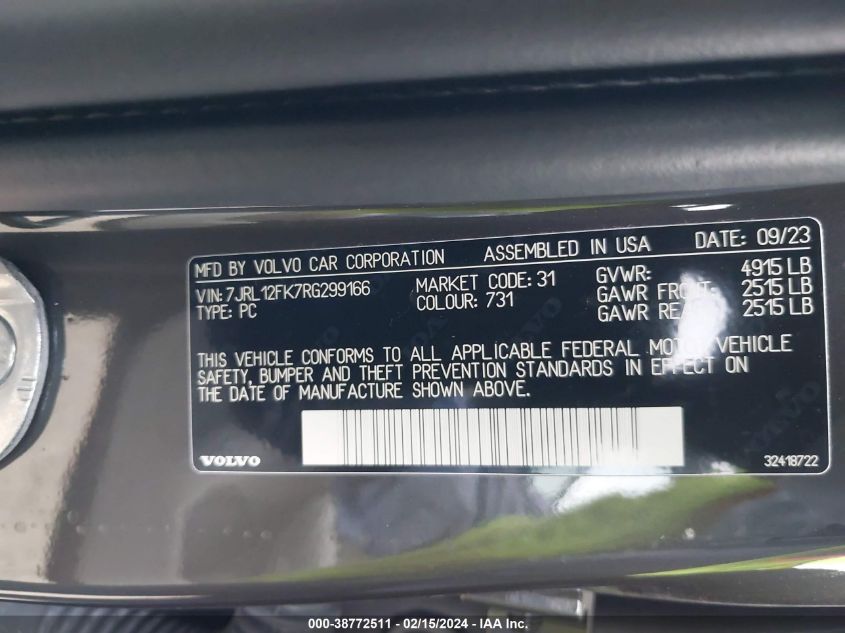 MFD BY VOLVO CAR CORPORATION ASSEMBLED IN USA DATE: 09/23
VIN: 7JRL12FK7RG299166 MARKET CODE: 31 GVWR: 4915 LB
TYPE: PC COLOUR: 731 GAWR FRONT: 2515 LB
GAWR REA 2515 LB
THIS VEHICLE CONFORMS TO ALL APPLICABLE FEDERAL MOTOR VEHICLE
SAFETY, BUMPER AND THEFT PREVENTION STANDARDS IN EFFECT ON
THE DATE OF MANUFACTURE SHOWN ABOVE.
VOLVO 32418722
000-38772511 - 02/15/2024 - IAA Inc.